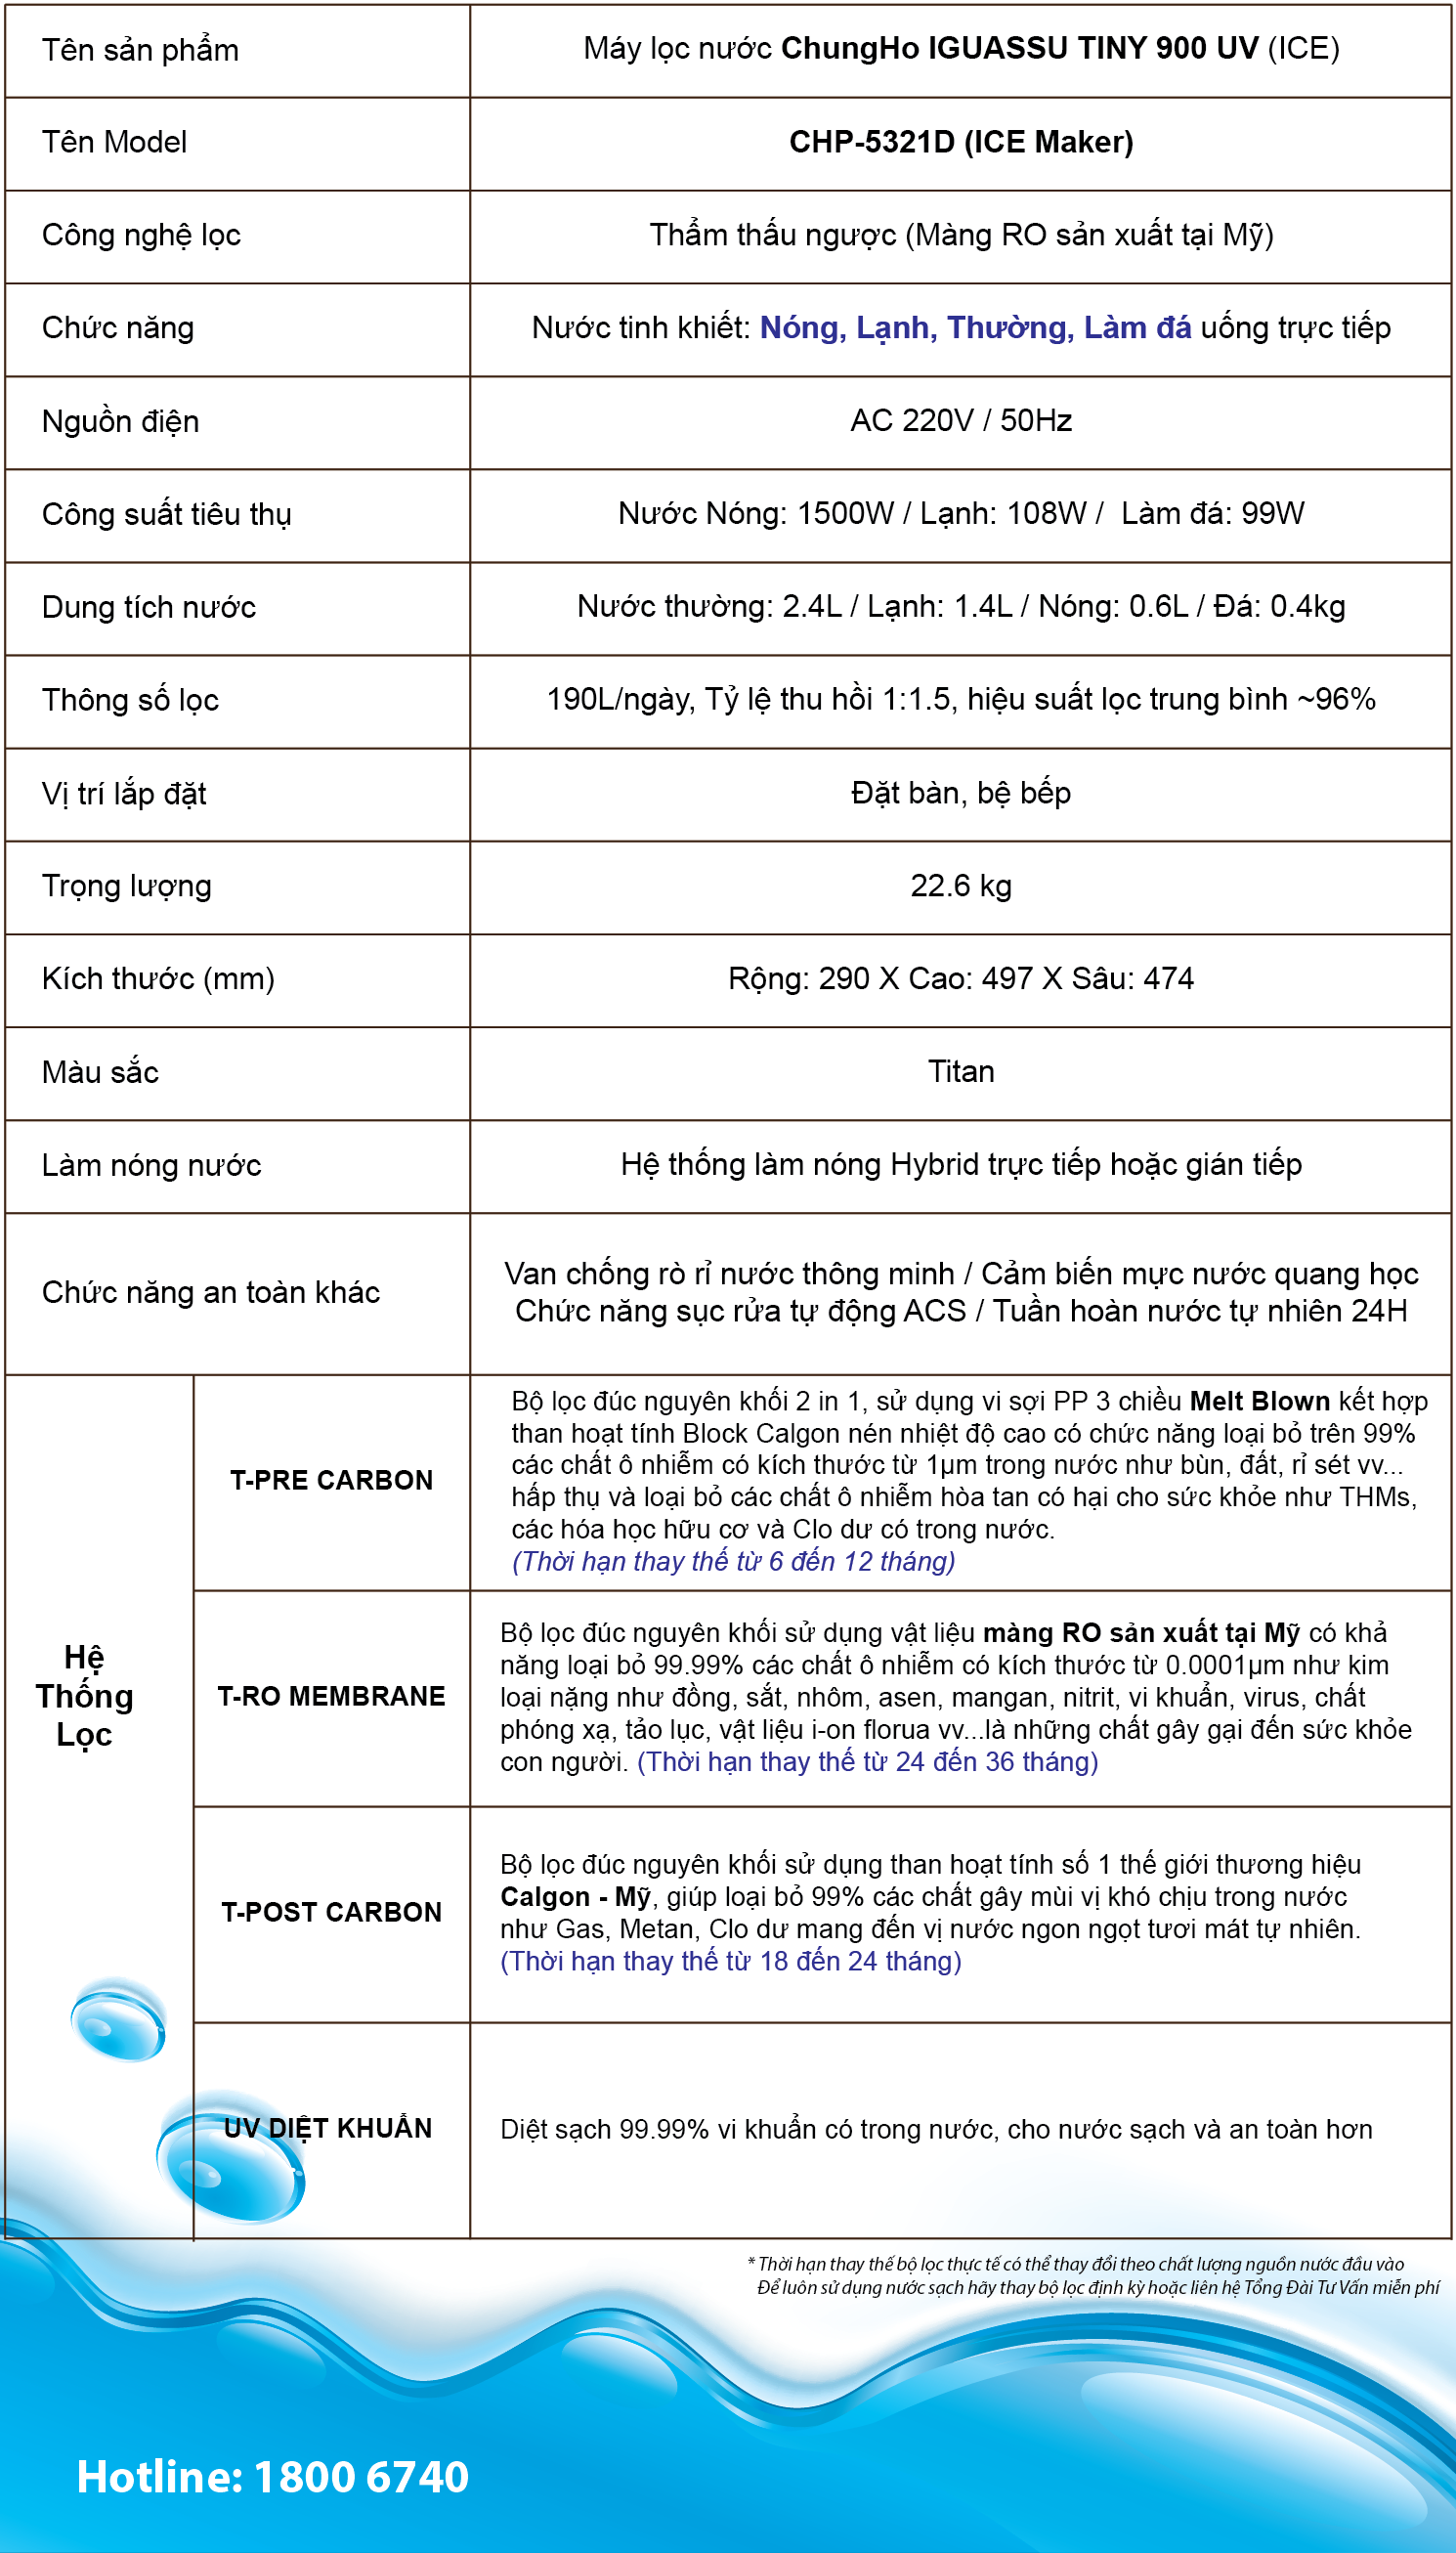 Tên sản phẩm
Máy lọc nước ChungHo IGUASSU TINY 900 UV (ICE)
Tên Model
CHP-5321D (ICE Maker)
Công nghệ lọc
Thẩm thấu ngược (Màng RO sản xuất tại Mỹ)
Chức năng
Nước tinh khiết: Nóng, Lạnh, Thường, Làm đá uống trực tiếp
Nguồn điện
AC 220V / 50Hz
Công suất tiêu thụ
Nước Nóng: 1500W / Lạnh: 108W / Làm đá: 99W
Dung tích nước
Nước thường: 2.4L / Lạnh: 1.4L / Nóng: 0.6L / Đá: 0.4kg
Thông số lọc
190L/ngày, Tỷ lệ thu hồi 1:1.5, hiệu suất lọc trung bình ~96%
Vị trí lắp đặt
Đặt bàn, bệ bếp
Trọng lượng
22.6 kg
Kích thước (mm)
Rộng: 290 X Cao: 497 X Sâu: 474
Màu sắc
Titan
Làm nóng nước
Hệ thống làm nóng Hybrid trực tiếp hoặc gián tiếp
Chức năng an toàn khác
Van chống rò rỉ nước thông minh / Cảm biến mực nước quang học
Chức năng sục rửa tự động ACS / Tuần hoàn nước tự nhiên 24H
Hệ
Thống
Lọc
T-PRE CARBON
Bộ lọc đúc nguyên khối 2 in 1, sử dụng vi sợi PP 3 chiều Melt Blown kết hợp
than hoạt tính Block Calgon nén nhiệt độ cao có chức năng loại bỏ trên 99%
các chất ô nhiễm có kích thước từ 1µm trong nước như bùn, đất, rỉ sét vv...
hấp thụ và loại bỏ các chất ô nhiễm hòa tan có hại cho sức khỏe như THMs,
các hóa học hữu cơ và Clo dư có trong nước.
(Thời hạn thay thế từ 6 đến 12 tháng)
T-RO MEMBRANE
Bộ lọc đúc nguyên khối sử dụng vật liệu màng RO sản xuất tại Mỹ có khả
năng loại bỏ 99.99% các chất ô nhiễm có kích thước từ 0.0001µm như kim
loại nặng như đồng, sắt, nhôm, asen, mangan, nitrit, vi khuẩn, virus, chất
phóng xạ, tảo lục, vật liệu i-on florua vv...là những chất gây gại đến sức khỏe
con người. (Thời hạn thay thế từ 24 đến 36 tháng)
T-POST CARBON
Bộ lọc đúc nguyên khối sử dụng than hoạt tính số 1 thế giới thương hiệu
Calgon - Mỹ, giúp loại bỏ 99% các chất gây mùi vị khó chịu trong nước
như Gas, Metan, Clo dư mang đến vị nước ngon ngọt tươi mát tự nhiên.
(Thời hạn thay thế từ 18 đến 24 tháng)
UV DIỆT KHUẨN
Diệt sạch 99.99% vi khuẩn có trong nước, cho nước sạch và an toàn hơn
* Thời hạn thay thế bộ lọc thực tế có thể thay đổi theo chất lượng nguồn nước đầu vào
Để luôn sử dụng nước sạch hãy thay bộ lọc định kỳ hoặc liên hệ Tổng Đài Tư Vấn miễn phí
Hotline: 1800 6740